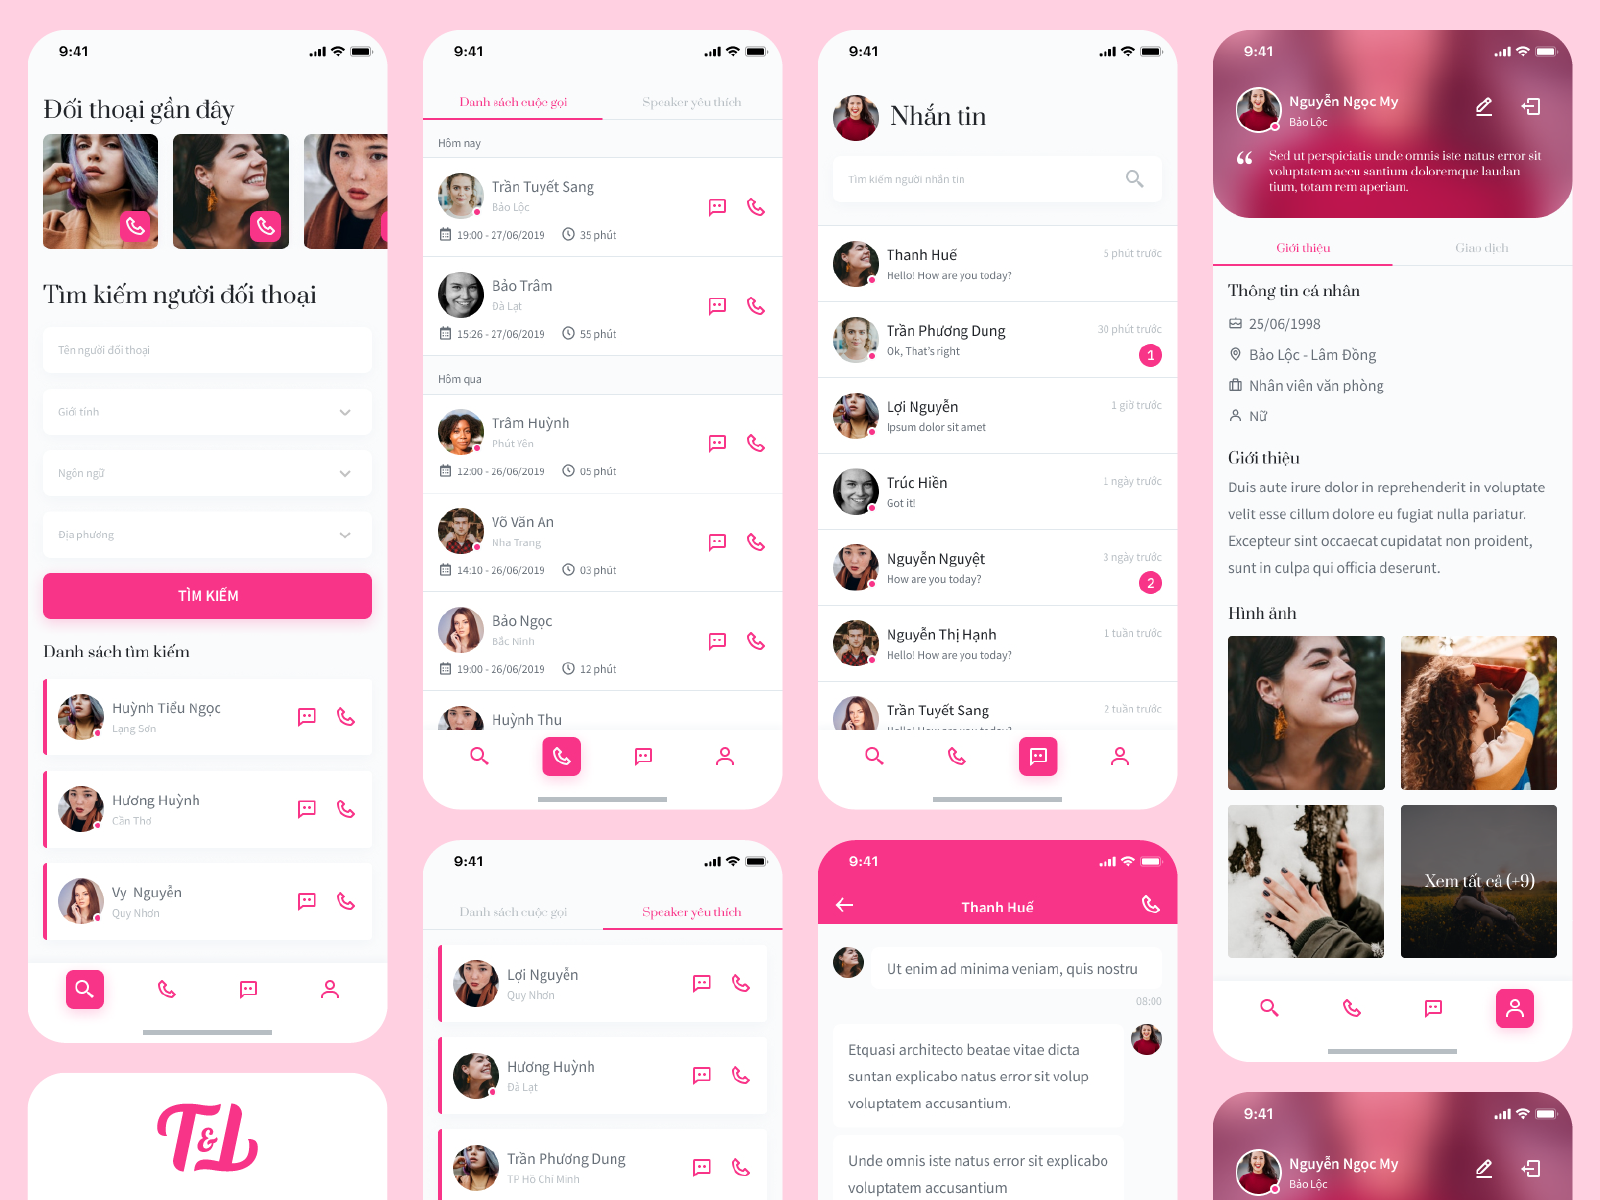 9:41
Đối thoại gần đây
Tìm kiếm người đối thoại
Tên người đối thoại
Giới tính
Ngôn ngữ
Địa phương
TÌM KIẾM
Danh sách tìm kiếm
Huỳnh Tiểu Ngọc
Lạng Sơn
Hương Huỳnh
Cần Thơ
Vy Nguyễn
Quy Nhơn
T&L
9:41
Danh sách cuộc gọi
Speaker yêu thích
Hôm nay
Trần Tuyết Sang
Bảo Lộc
19:00 - 27/06/2019 35 phút
Bảo Trâm
Đà Lạt
15:26 - 27/06/2019 55 phút
Hôm qua
Trâm Huỳnh
Phút Yên
12:00 - 26/06/2019 05 phút
Võ Văn An
Nha Trang
14:10 - 26/06/2019 03 phút
Bảo Ngọc
Bắc Ninh
19:00 - 26/06/2019 12 phút
Huỳnh Thu
9:41
Danh sách cuộc gọi
Speaker yêu thích
Lợi Nguyễn
Quy Nhơn
Hương Huỳnh
Đà Lạt
Trần Phương Dung
TP Hồ Chí Minh
9:41
Nhắn tin
Tìm kiếm người nhắn tin
Thanh Huế
5 phút trước
Hello! How are you today?
Trần Phương Dung
30 phút trước
Ok, That's right
1
Lợi Nguyễn
1 giờ trước
Ipsum dolor sit amet
Trúc Hiền
1 ngày trước
Got it!
Nguyễn Nguyệt
3 ngày trước
How are you today?
2
Nguyễn Thị Hạnh
1 tuần trước
Hello! How are you today?
Trần Tuyết Sang
2 tuần trước
Hello! How are you today?
9:41
Thanh Huế
Ut enim ad minima veniam, quis nostru
08:00
Etquasi architecto beatae vitae dicta
suntan explicabo natus error sit volup
voluptatem accusantium.
Unde omnis iste natus error sit explicabo
voluptatem accusantium
9:41
Nguyễn Ngọc My
Bảo Lộc
“ Sed ut perspiciatis unde omnis iste natus error sit
voluptatem accu santium doloremque laudan
tium, totam rem aperiam.
Giới thiệu
Giao dịch
Thông tin cá nhân
25/06/1998
Bảo Lộc - Lâm Đồng
Nhân viên văn phòng
Nữ
Giới thiệu
Duis aute irure dolor in reprehenderit in voluptate
velit esse cillum dolore eu fugiat nulla pariatur.
Excepteur sint occaecat cupidatat non proident,
sunt in culpa qui officia deserunt.
Hình ảnh
Xem tất cả (+9)
9:41
Nguyễn Ngọc My
Bảo Lộc